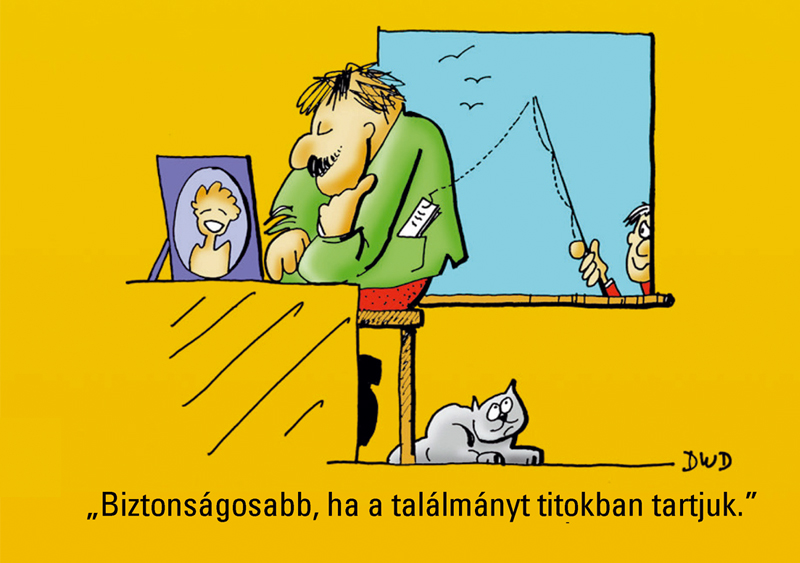 DWD
„Biztonságosabb, ha a találmányt titokban tartjuk.”